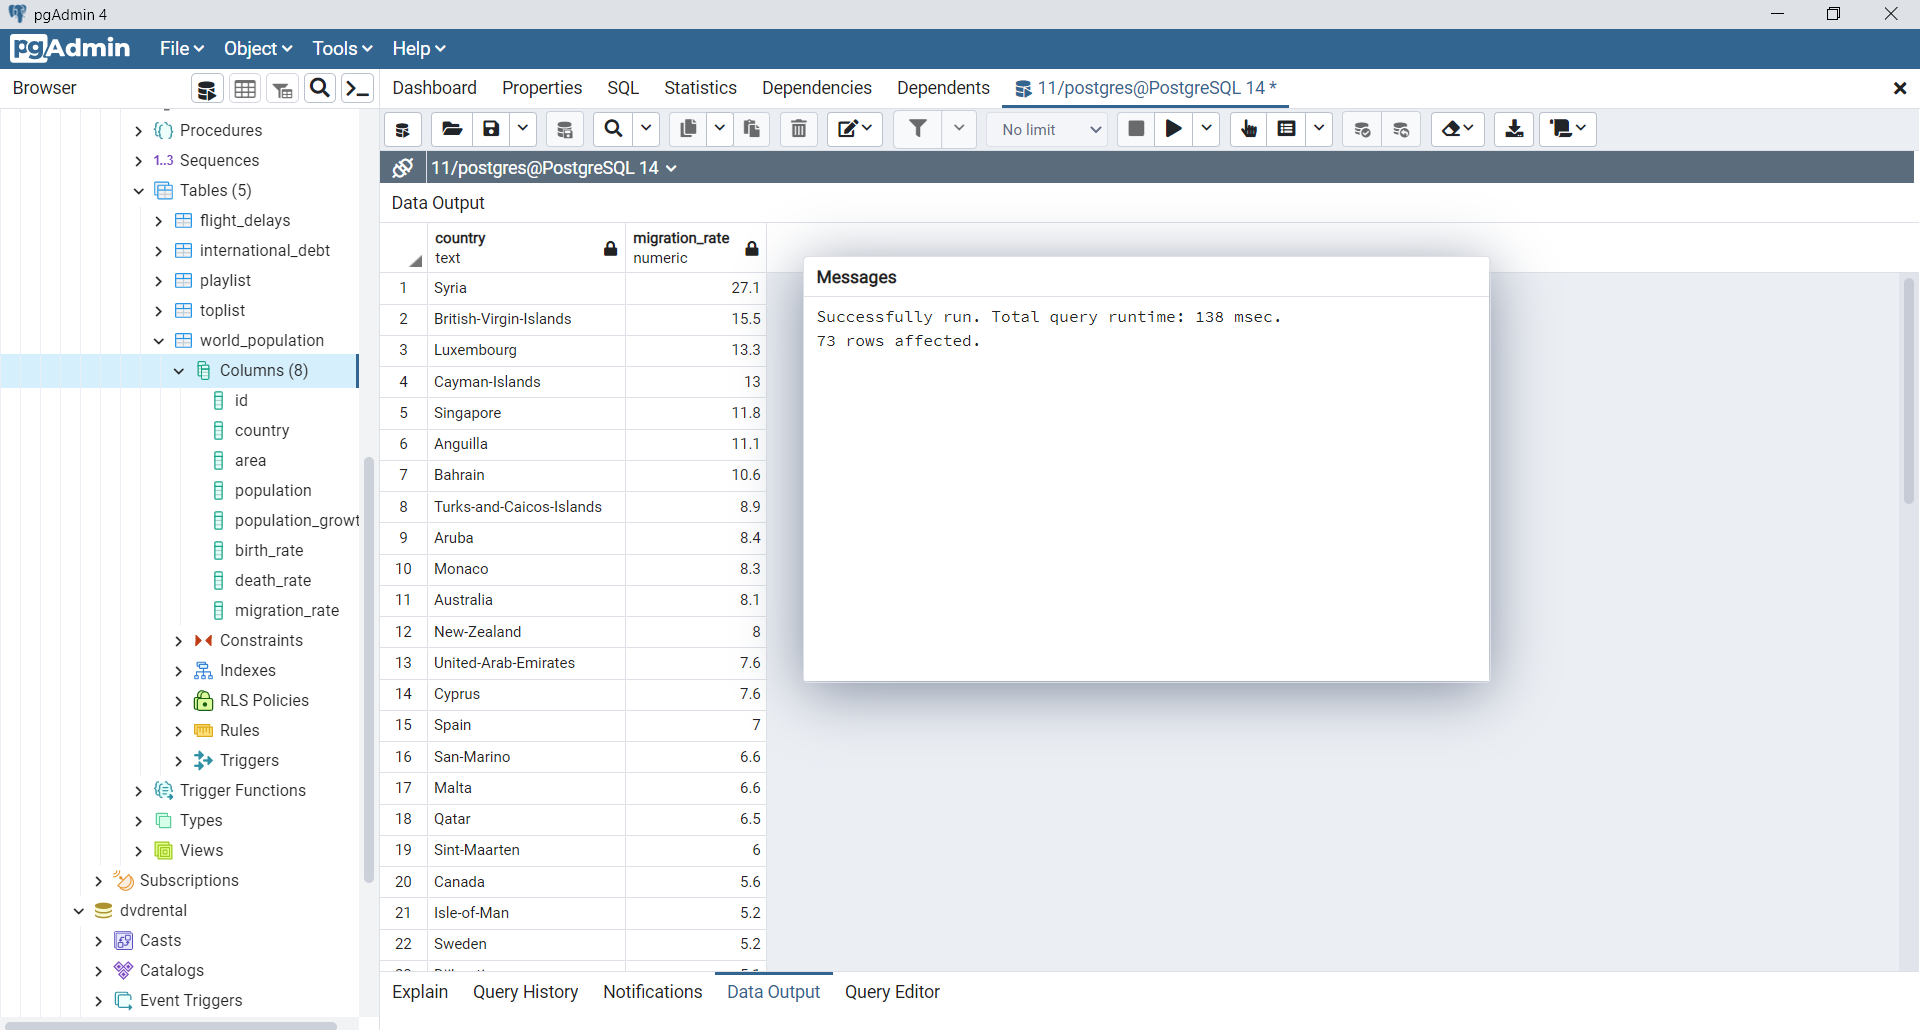 pgAdmin 4
pgAdmin File Object Tools Help
Browser
Dashboard Properties SQL Statistics Dependencies Dependents 11/postgres@PostgreSQL 14 *
No limit
11/postgres@PostgreSQL 14
Procedures
1..3 Sequences
Tables (5)
flight_delays
international_debt
playlist
toplist
world_population
Columns (8)
id
country
area
population
population_growt
birth_rate
death_rate
migration_rate
Constraints
Indexes
RLS Policies
Rules
Triggers
Trigger Functions
Types
Views
Subscriptions
dvdrental
Casts
Catalogs
Event Triggers
Data Output
country migration_rate
text numeric
1 Syria 27.1
2 British-Virgin-Islands 15.5
3 Luxembourg 13.3
4 Cayman-Islands 13
5 Singapore 11.8
6 Anguilla 11.1
7 Bahrain 10.6
8 Turks-and-Caicos-Islands 8.9
9 Aruba 8.4
10 Monaco 8.3
11 Australia 8.1
12 New-Zealand 8
13 United-Arab-Emirates 7.6
14 Cyprus 7.6
15 Spain 7
16 San-Marino 6.6
17 Malta 6.6
18 Qatar 6.5
19 Sint-Maarten 6
20 Canada 5.6
21 Isle-of-Man 5.2
22 Sweden 5.2
Messages
Successfully run. Total query runtime: 138 msec.
73 rows affected.
Explain Query History Notifications Data Output Query Editor